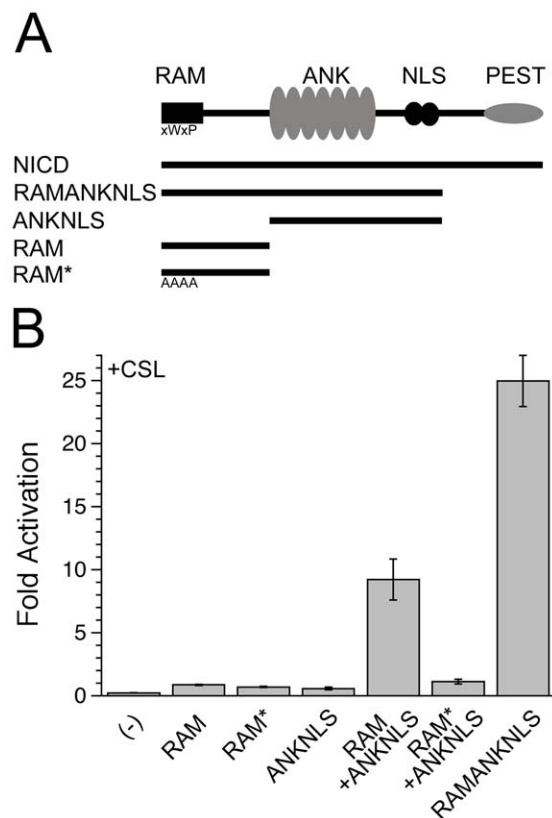 A
RAM ANK NLS PEST
xWxP
NICD
RAMANKNLS
ANKNLS
RAM
RAM*
AAAA
B
+CSL
Fold Activation
25
20
15
10
5
0
(-)
RAM
RAM*
ANKNLS
RAM
+ANKNLS
RAM*
+ANKNLS
RAMANKNLS